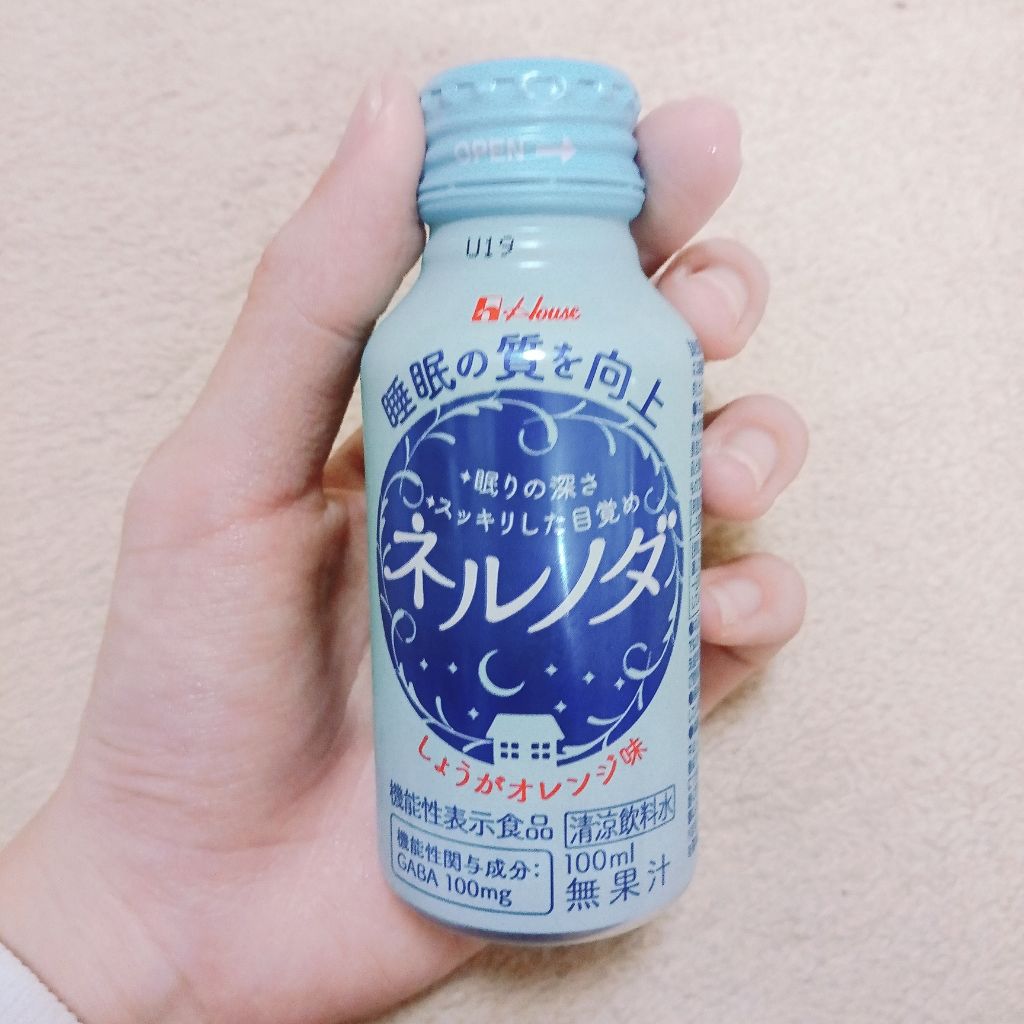 OPEN →
U19
House
睡眠の質を向上
眠りの深さ
スッキリした目覚め
ネルノダ
しょうがオレンジ味
機能性表示食品
清涼飲料水
機能性関与成分:
GABA 100mg
100ml
無果汁